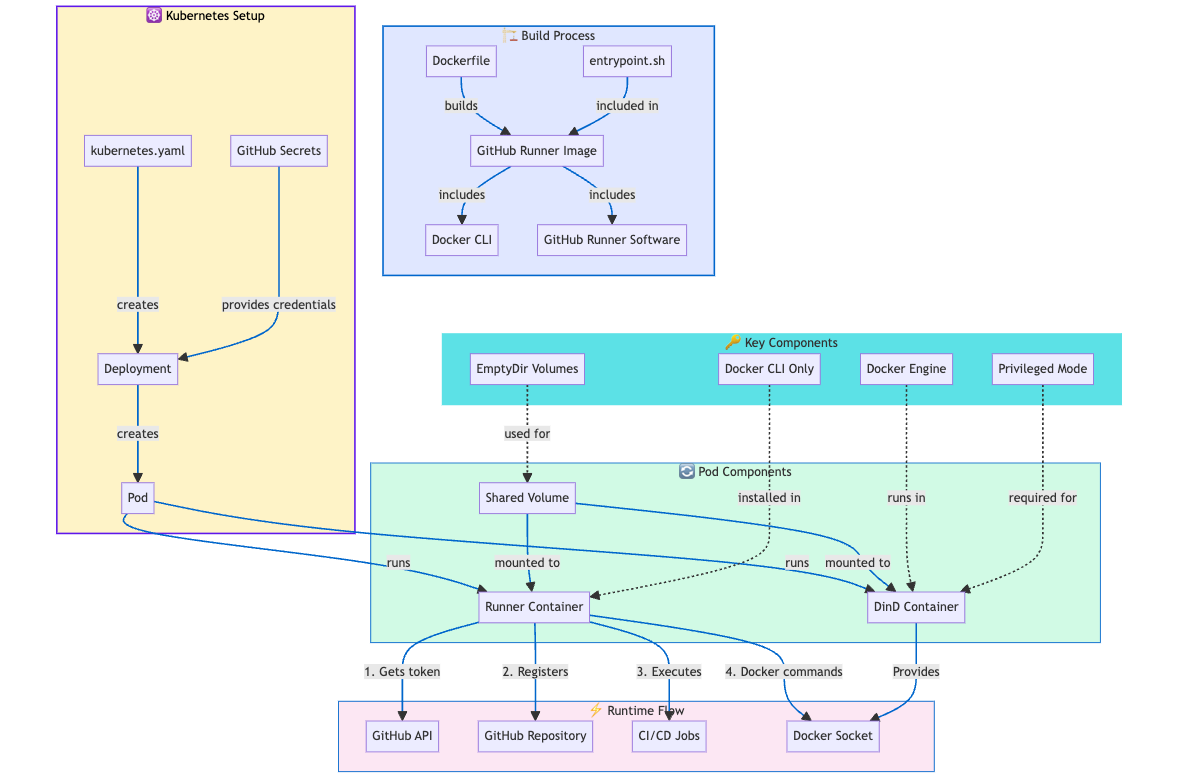 Kubernetes Setup
kubernetes.yaml
GitHub Secrets
creates
provides credentials
Deployment
creates
Pod
Build Process
Dockerfile
entrypoint.sh
builds
included in
GitHub Runner Image
includes
includes
Docker CLI
GitHub Runner Software
Key Components
EmptyDir Volumes
Docker CLI Only
Docker Engine
Privileged Mode
used for
Pod Components
Shared Volume
installed in
runs in
required for
runs
mounted to
runs
mounted to
Runner Container
DinD Container
1. Gets token
2. Registers
3. Executes
4. Docker commands
Provides
Runtime Flow
GitHub API
GitHub Repository
CI/CD Jobs
Docker Socket